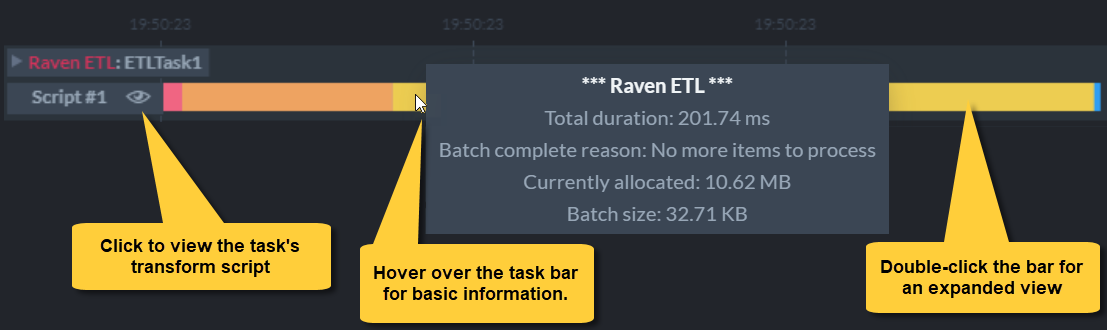 19:50:23 19:50:23 19:50:23
Raven ETL: ETLTask1
Script #1
*** Raven ETL ***
Total duration: 201.74 ms
Batch complete reason: No more items to process
Currently allocated: 10.62 MB
Batch size: 32.71 KB
Click to view the task's
transform script
Hover over the task bar
for basic information.
Double-click the bar for
an expanded view